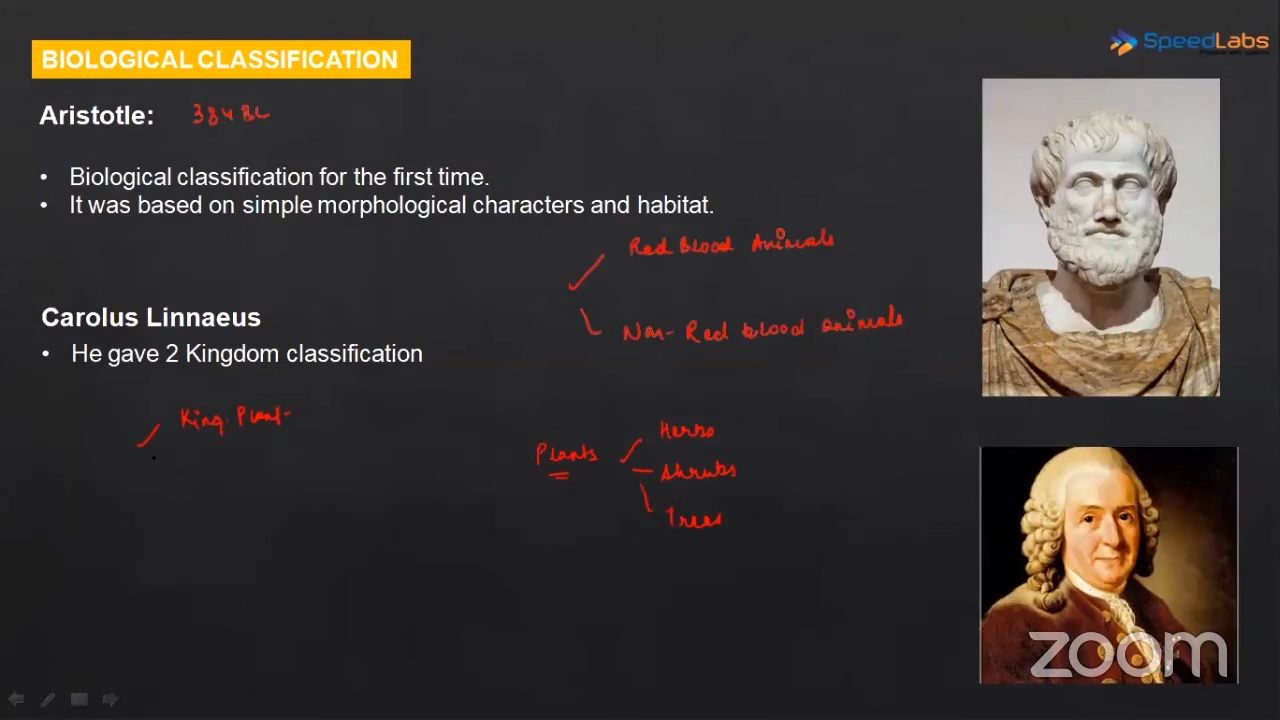 BIOLOGICAL CLASSIFICATION
SpeedLabs
Aristotle: 384 BC
• Biological classification for the first time.
• It was based on simple morphological characters and habitat.
Red Blood Animals
Non-Red blood animals
Carolus Linnaeus
• He gave 2 Kingdom classification
King. Plant-
Plants
Herbs
Shrubs
Trees
zoom